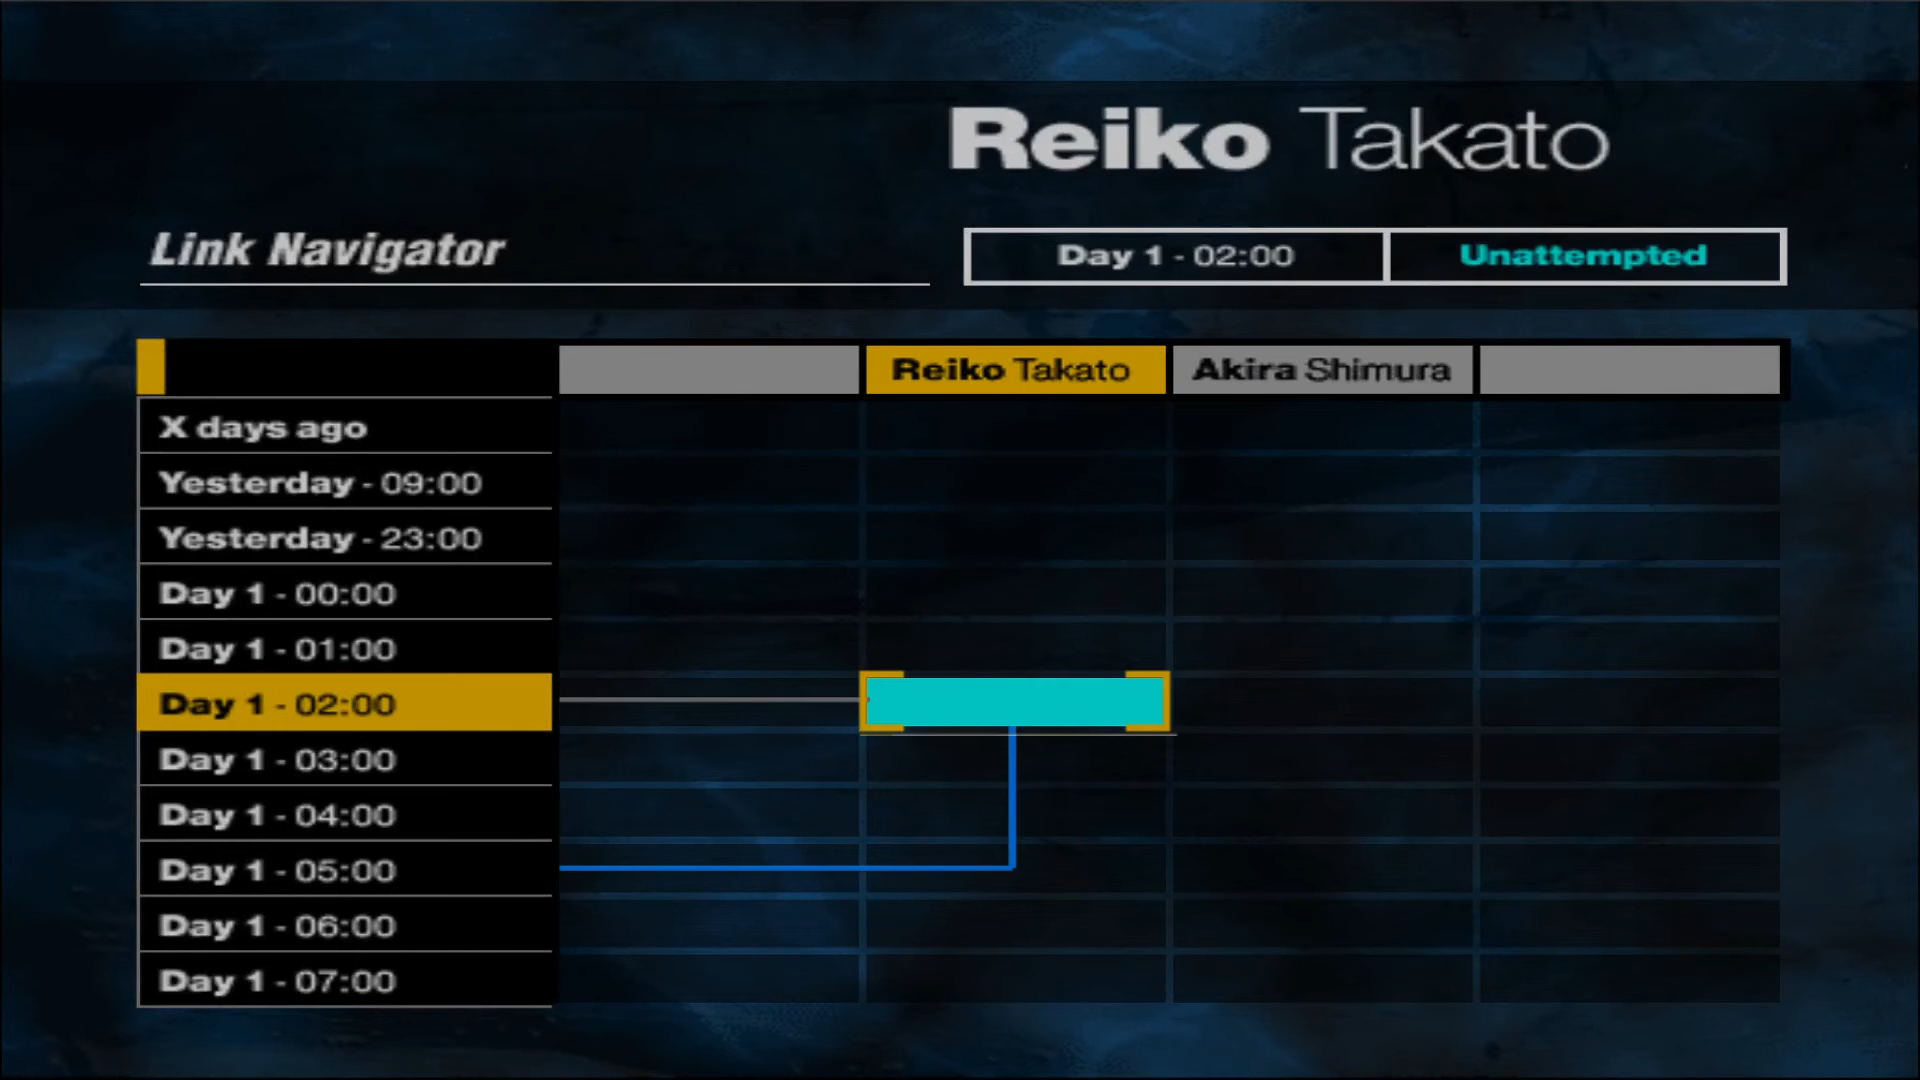 Reiko Takato
Link Navigator
Day 1 - 02:00
Unattempted
Reiko Takato
Akira Shimura
X days ago
Yesterday - 09:00
Yesterday - 23:00
Day 1 - 00:00
Day 1 - 01:00
Day 1 - 02:00
Day 1 - 03:00
Day 1 - 04:00
Day 1 - 05:00
Day 1 - 06:00
Day 1 - 07:00